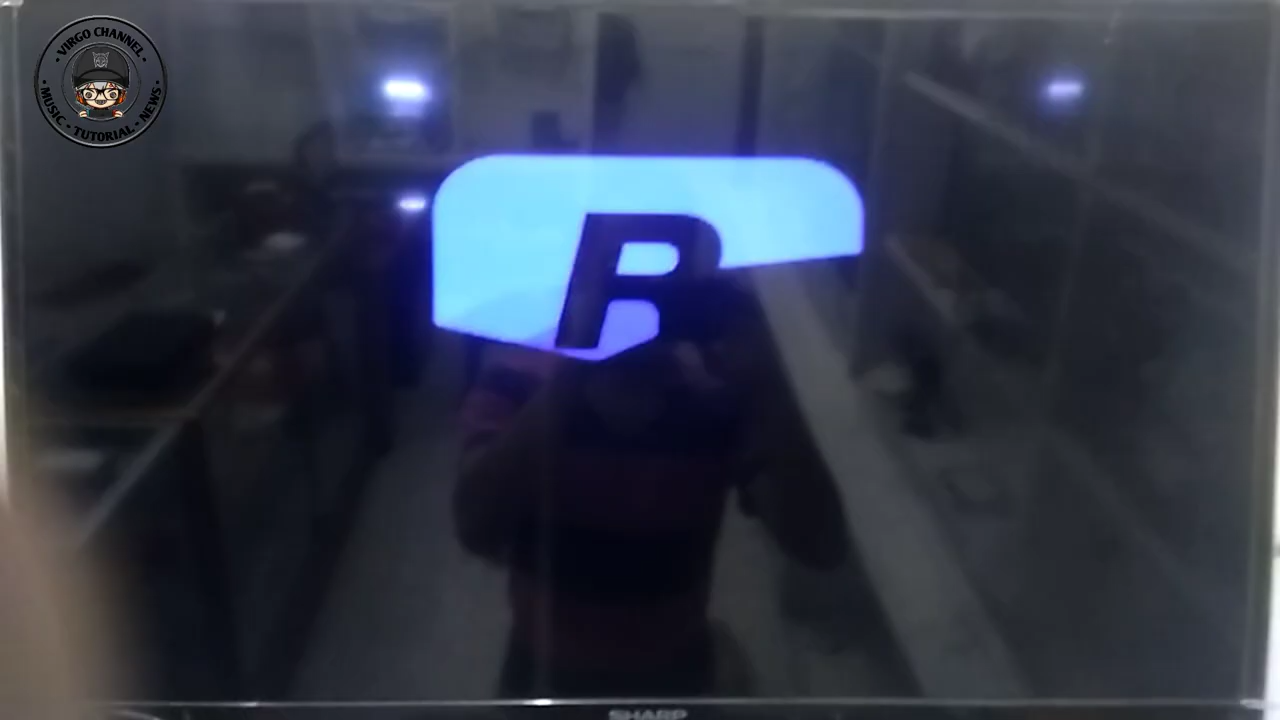 VIRGO CHANNEL
MUSIC • TUTORIAL • NEWS
R
SHARP